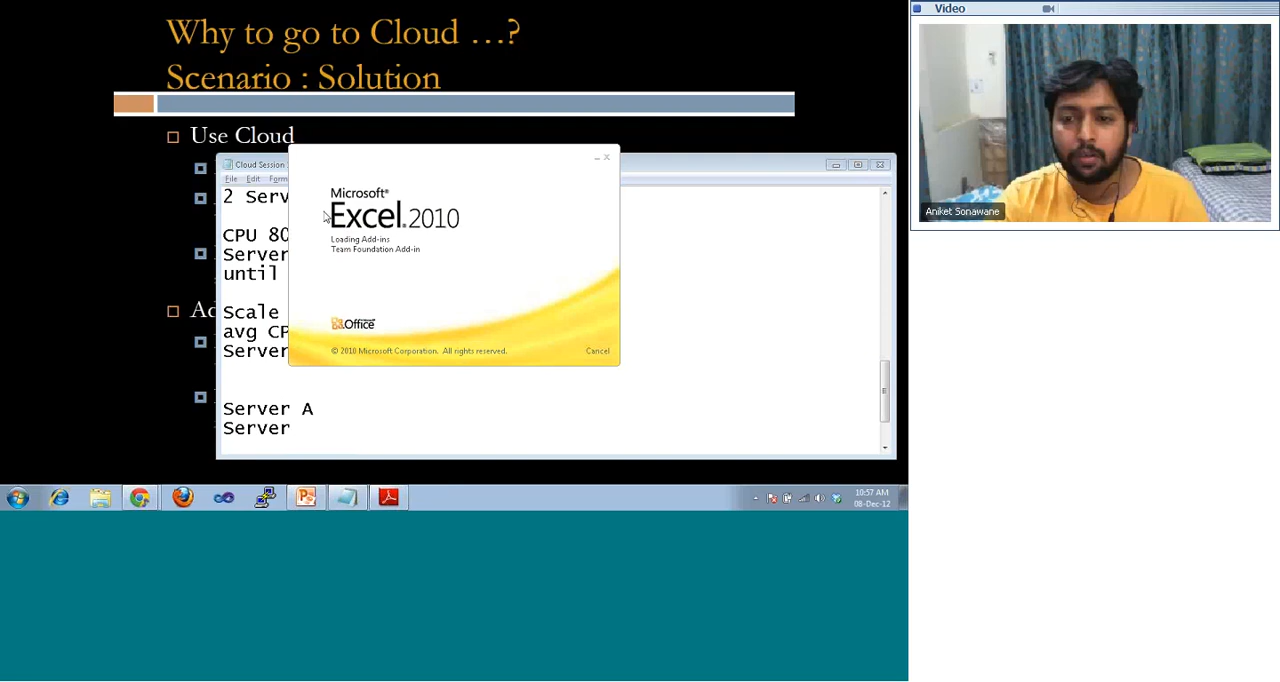 Why to go to Cloud ...?
Scenario : Solution
Use Cloud
Cloud Session
File Edit Form
2 Serv
CPU 80
Server
until
Scale
avg CP
Server
Server A
Server
Ad
Microsoft®
Excel.2010
Loading Add-ins
Team Foundation Add-in
Microsoft®
Office
© 2010 Microsoft Corporation. All rights reserved.
Cancel
10:57 AM
08-Dec-12
Video
Aniket Sonawane